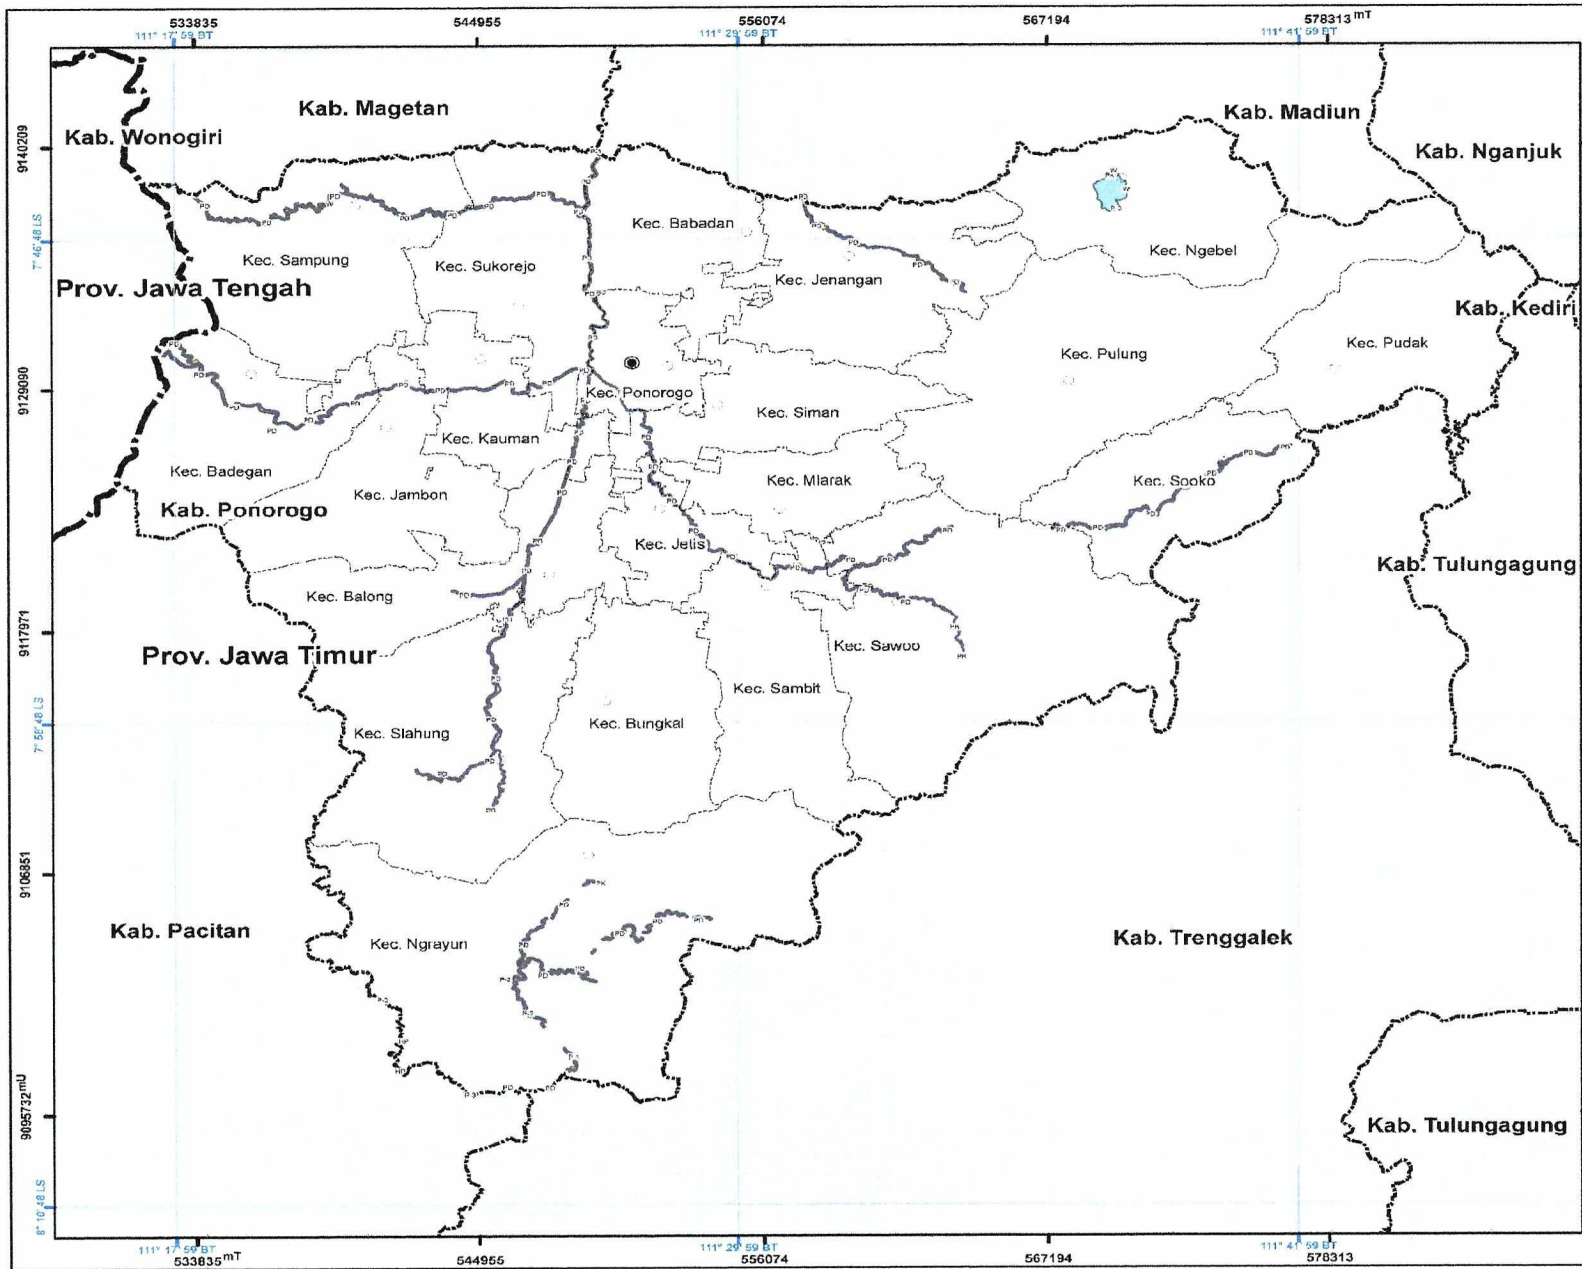 533835
544955
556074
567194
578313 mT
111° 17' 59 BT
111° 29' 59 BT
111° 41' 59 BT
Kab. Magetan
Kab. Madiun
Kab. Wonogiri
Kab. Nganjuk
9140209
Kec. Babadan
7° 46' 48 LS
Kec. Ngebel
Kec. Sampung
Kec. Sukorejo
Kec. Jenangan
Prov. Jawa Tengah
Kab. Kediri
Kec. Pudak
Kec. Pulung
9129090
Kec. Ponorogo
Kec. Siman
Kec. Kauman
Kec. Badegan
Kec. Mlarak
Kec. Sooko
Kec. Jambon
Kab. Ponorogo
Kec. Jetis
Kab. Tulungagung
Kec. Balong
9117971
Kec. Sawoo
Prov. Jawa Timur
Kec. Sambit
Kec. Bungkal
Kec. Slahung
7° 58' 48 LS
9106851
Kab. Pacitan
Kec. Ngrayun
Kab. Trenggalek
9095732 mU
Kab. Tulungagung
8° 10' 48 LS
111° 17' 59 BT
111° 29' 59 BT
111° 41' 59 BT
533835 mT
544955
556074
567194
578313